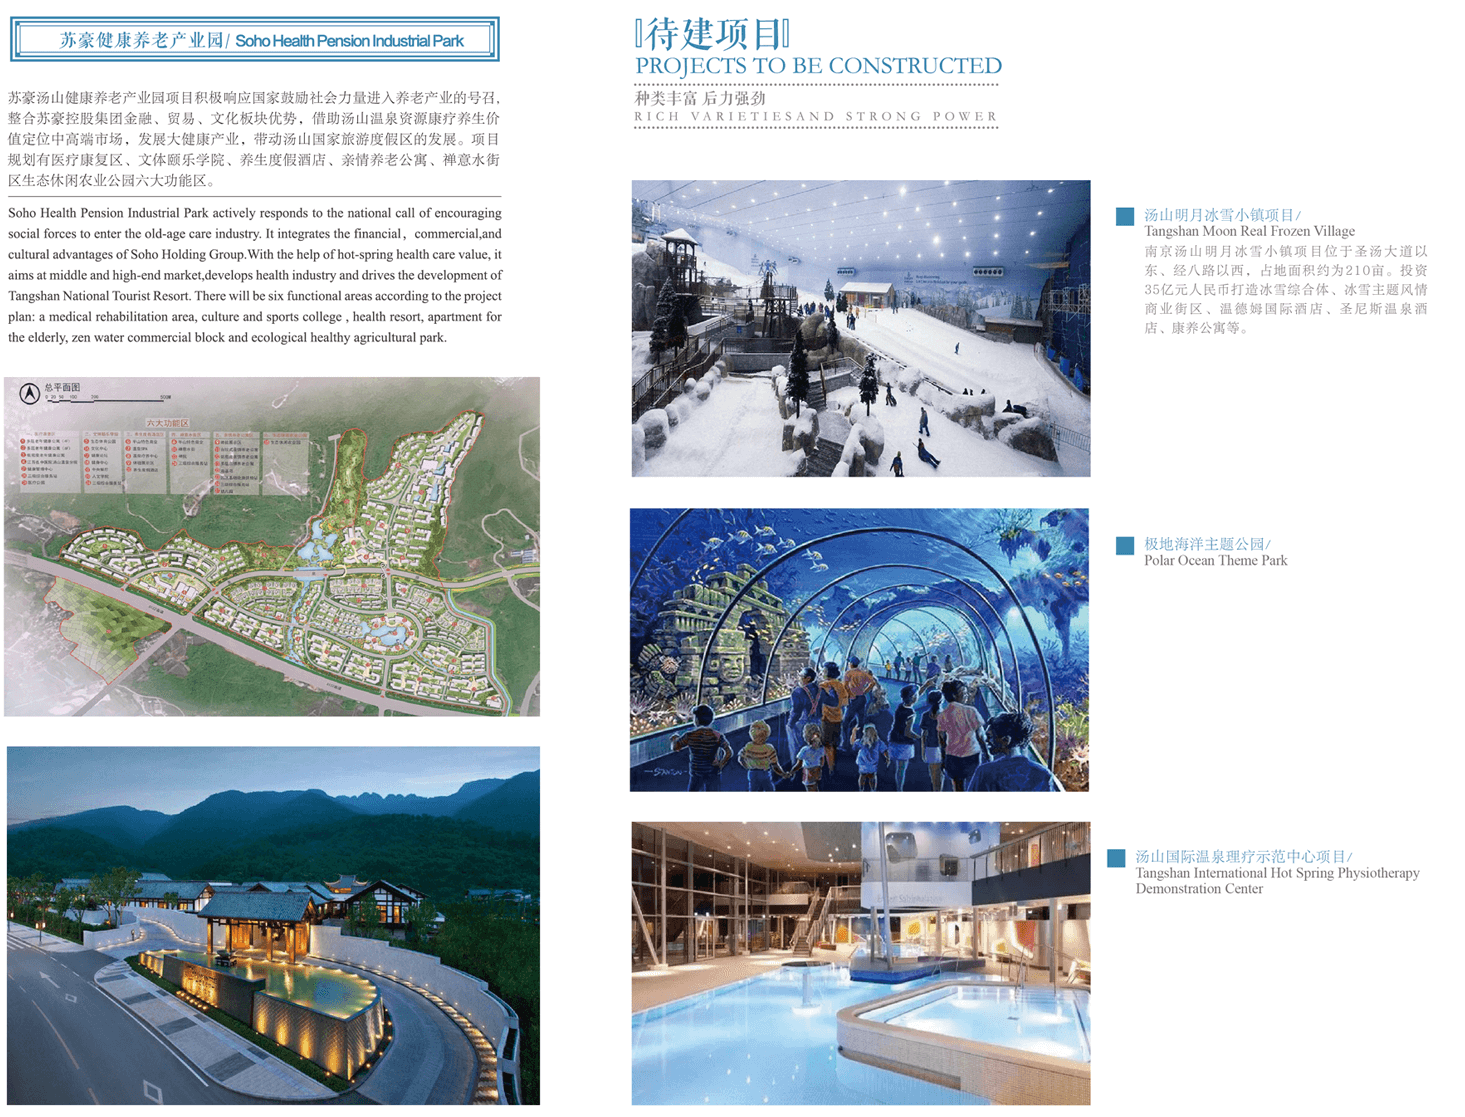 苏豪健康养老产业园/ Soho Health Pension Industrial Park
苏豪汤山健康养老产业园项目积极响应国家鼓励社会力量进入养老产业的号召,
整合苏豪控股集团金融、贸易、文化板块优势，借助汤山温泉资源康疗养生价
值定位中高端市场，发展大健康产业，带动汤山国家旅游度假区的发展。项目
规划有医疗康复区、文体颐乐学院、养生度假酒店、亲情养老公寓、禅意水街
区生态休闲农业公园六大功能区。
Soho Health Pension Industrial Park actively responds to the national call of encouraging
social forces to enter the old-age care industry. It integrates the financial，commercial,and
cultural advantages of Soho Holding Group.With the help of hot-spring health care value, it
aims at middle and high-end market,develops health industry and drives the development of
Tangshan National Tourist Resort. There will be six functional areas according to the project
plan: a medical rehabilitation area, culture and sports college , health resort, apartment for
the elderly, zen water commercial block and ecological healthy agricultural park.
总平面图
六大功能区
待建项目
PROJECTS TO BE CONSTRUCTED
种类丰富 后力强劲
RICH VARIETIESAND STRONG POWER
汤山明月冰雪小镇项目/
Tangshan Moon Real Frozen Village
南京汤山明月冰雪小镇项目位于圣汤大道以
东、经八路以西，占地面积约为210亩。投资
35亿元人民币打造冰雪综合体、冰雪主题风情
商业街区、温德姆国际酒店、圣尼斯温泉酒
店、康养公寓等。
极地海洋主题公园/
Polar Ocean Theme Park
汤山国际温泉理疗示范中心项目/
Tangshan International Hot Spring Physiotherapy
Demonstration Center